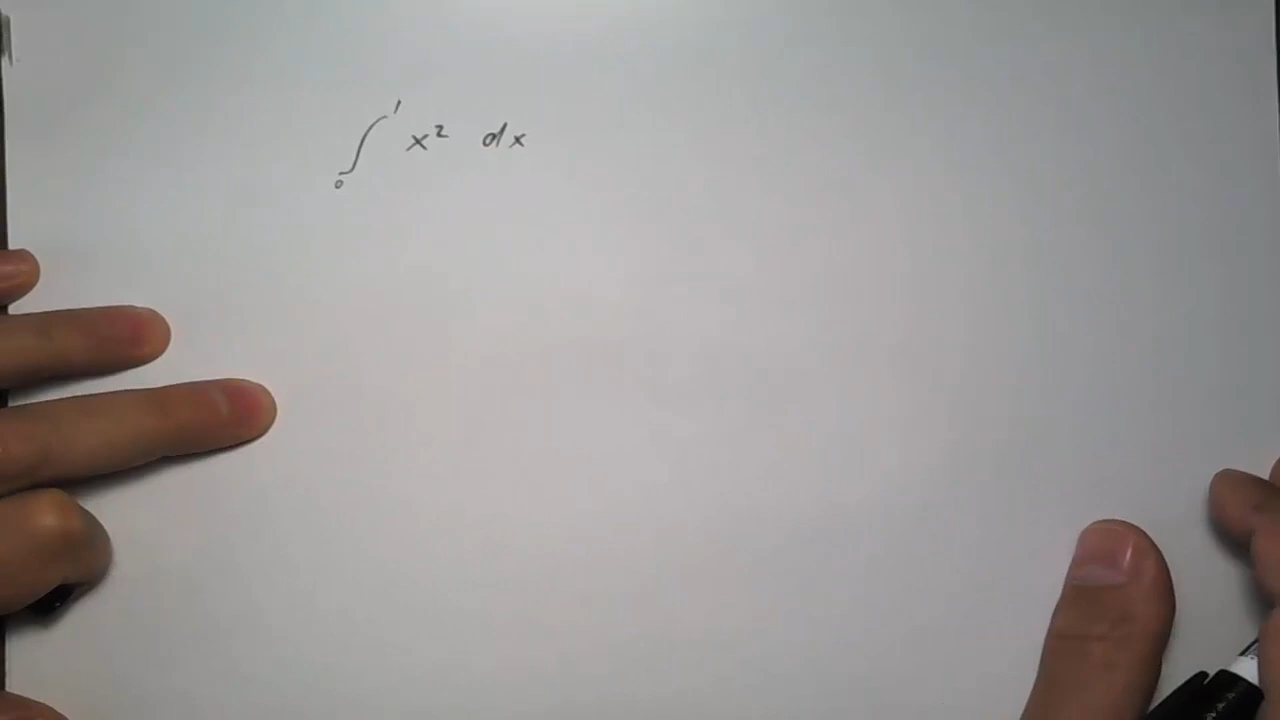 ∫₀¹ x² dx